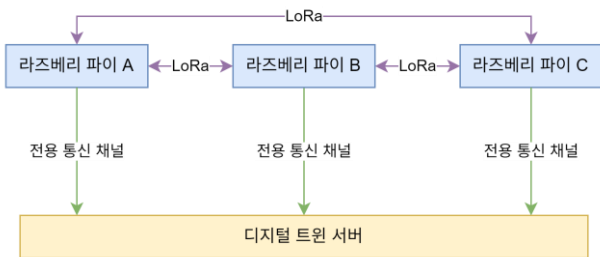 LoRa
라즈베리 파이 A
LoRa
라즈베리 파이 B
LoRa
라즈베리 파이 C
전용 통신 채널
전용 통신 채널
전용 통신 채널
디지털 트윈 서버